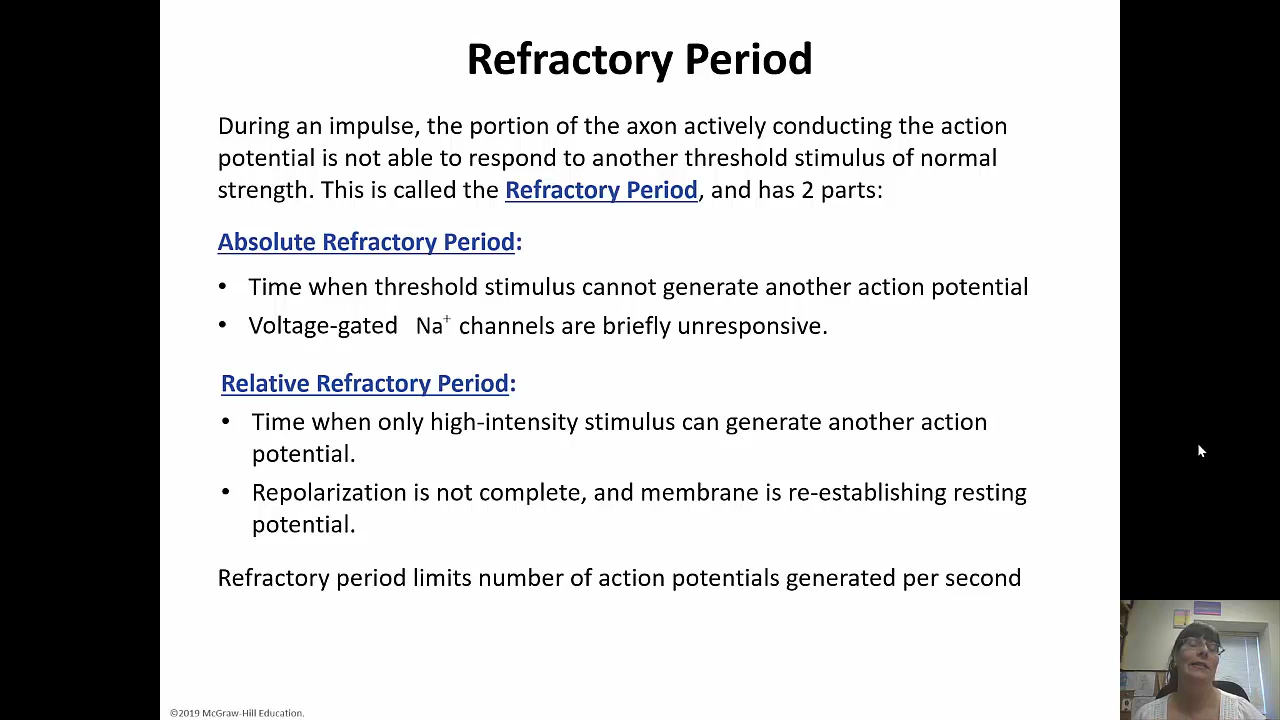 Refractory Period
During an impulse, the portion of the axon actively conducting the action
potential is not able to respond to another threshold stimulus of normal
strength. This is called the Refractory Period, and has 2 parts:
Absolute Refractory Period:
• Time when threshold stimulus cannot generate another action potential
• Voltage-gated Na⁺ channels are briefly unresponsive.
Relative Refractory Period:
• Time when only high-intensity stimulus can generate another action
potential.
• Repolarization is not complete, and membrane is re-establishing resting
potential.
Refractory period limits number of action potentials generated per second
©2019 McGraw-Hill Education.